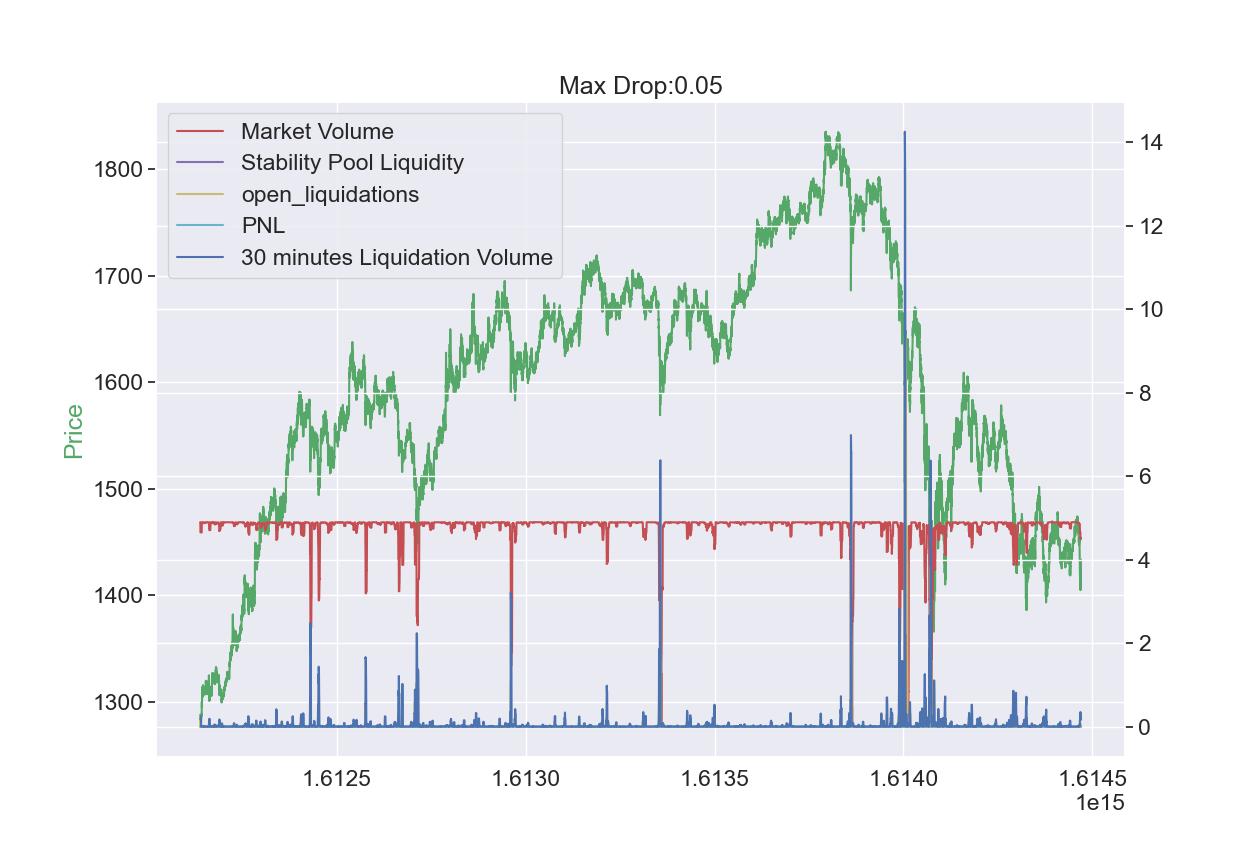 Max Drop:0.05
Market Volume
Stability Pool Liquidity
open_liquidations
PNL
30 minutes Liquidation Volume
Price
1800
1700
1600
1500
1400
1300
14
12
10
8
6
4
2
0
1.6125 1.6130 1.6135 1.6140 1.6145
1e15